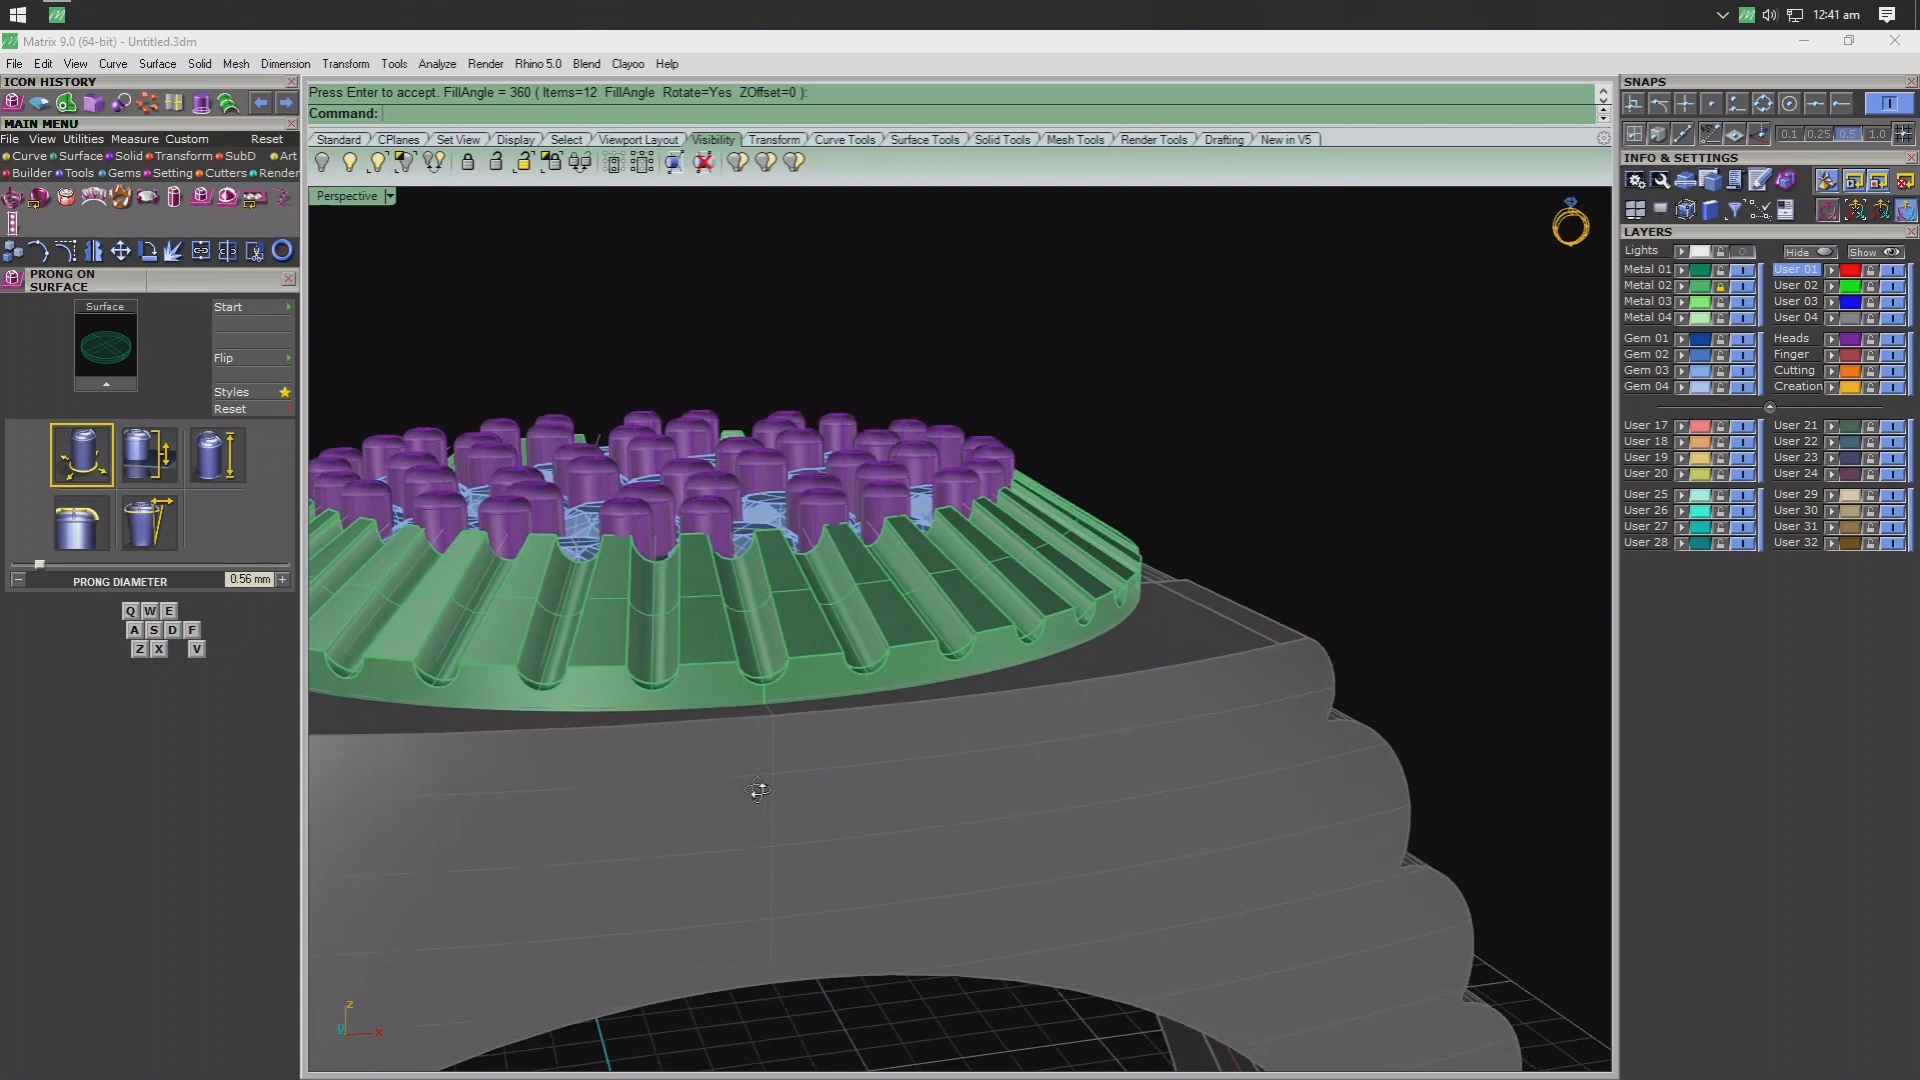 12:41 am
Matrix 9.0 (64-bit) - Untitled.3dm
File Edit View Curve Surface Solid Mesh Dimension Transform Tools Analyze Render Rhino 5.0 Blend Clayoo Help
ICON HISTORY
MAIN MENU
File View Utilities Measure Custom Reset
Curve Surface Solid Transform SubD Art
Builder Tools Gems Setting Cutters Render
PRONG ON
SURFACE
Surface
Start
Flip
Styles
Reset
PRONG DIAMETER 0.56 mm
Q W E
A S D F
Z X V
Press Enter to accept. FillAngle = 360 ( Items=12 FillAngle Rotate=Yes ZOffset=0 ):
Command:
Standard CPlanes Set View Display Select Viewport Layout Visibility Transform Curve Tools Surface Tools Solid Tools Mesh Tools Render Tools Drafting New in V5
Perspective
z
y x
SNAPS
0.1 0.25 0.5 1.0
INFO & SETTINGS
LAYERS
Lights Hide Show
Metal 01 User 01
Metal 02 User 02
Metal 03 User 03
Metal 04 User 04
Gem 01 Heads
Gem 02 Finger
Gem 03 Cutting
Gem 04 Creation
User 17 User 21
User 18 User 22
User 19 User 23
User 20 User 24
User 25 User 29
User 26 User 30
User 27 User 31
User 28 User 32